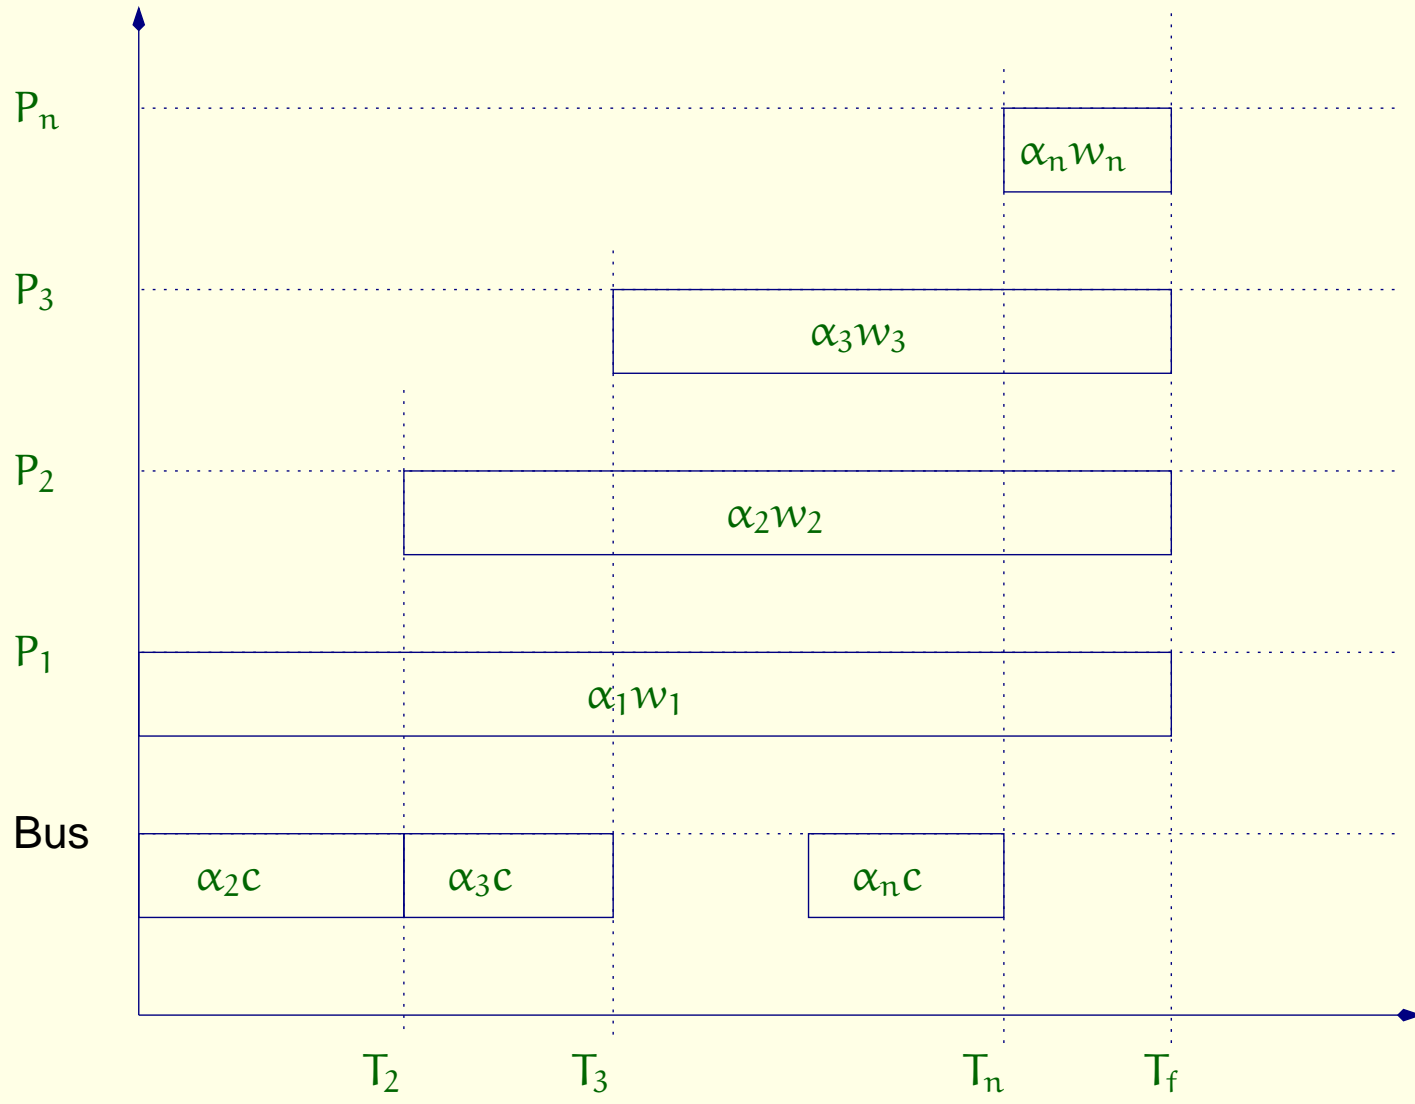 Pₙ
αₙwₙ
P₃
α₃w₃
P₂
α₂w₂
P₁
α₁w₁
Bus
α₂c α₃c αₙc
T₂ T₃ Tₙ T_f